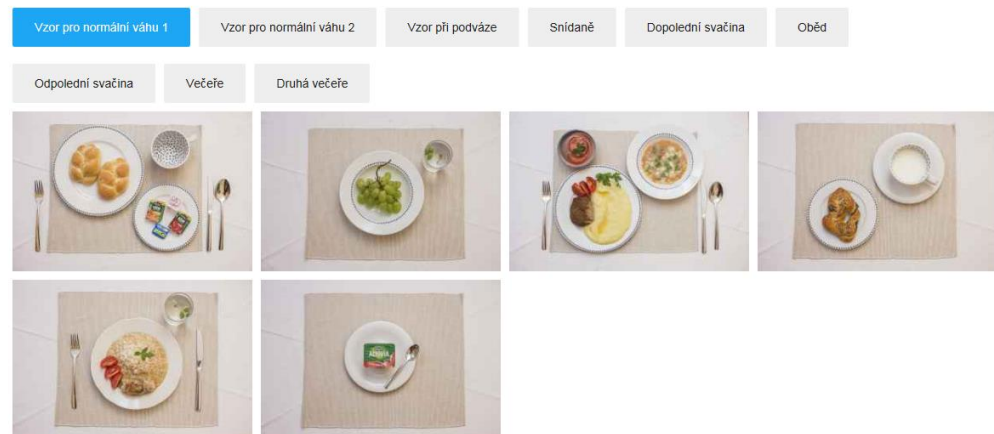 Vzor pro normální váhu 1
Vzor pro normální váhu 2
Vzor při podváze
Snídaně
Dopolední svačina
Oběd
Odpolední svačina
Večeře
Druhá večeře